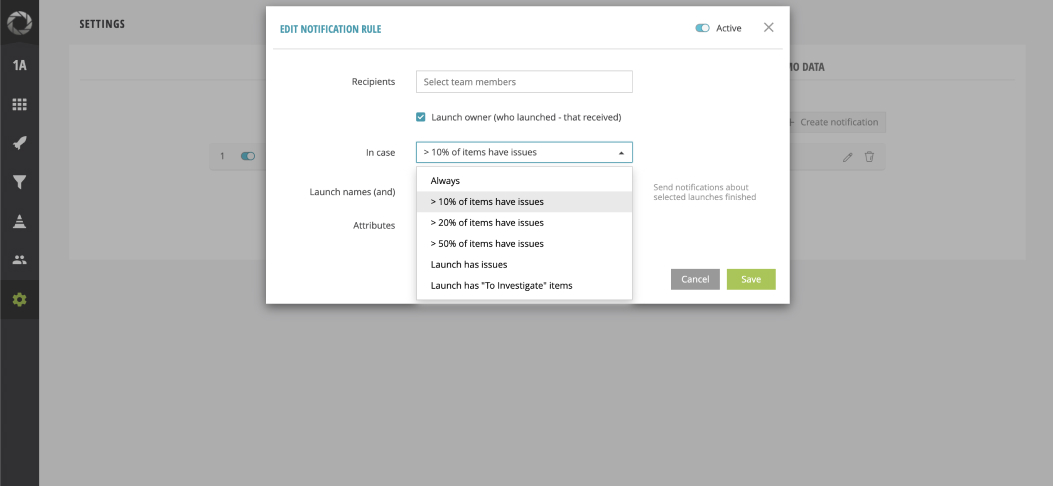 SETTINGS
EDIT NOTIFICATION RULE
Active
1A
Recipients
Select team members
MO DATA
Launch owner (who launched - that received)
Create notification
In case
> 10% of items have issues
1
Always
Launch names (and)
> 10% of items have issues
Send notifications about
selected launches finished
Attributes
> 20% of items have issues
> 50% of items have issues
Launch has issues
Launch has "To Investigate" items
Cancel
Save